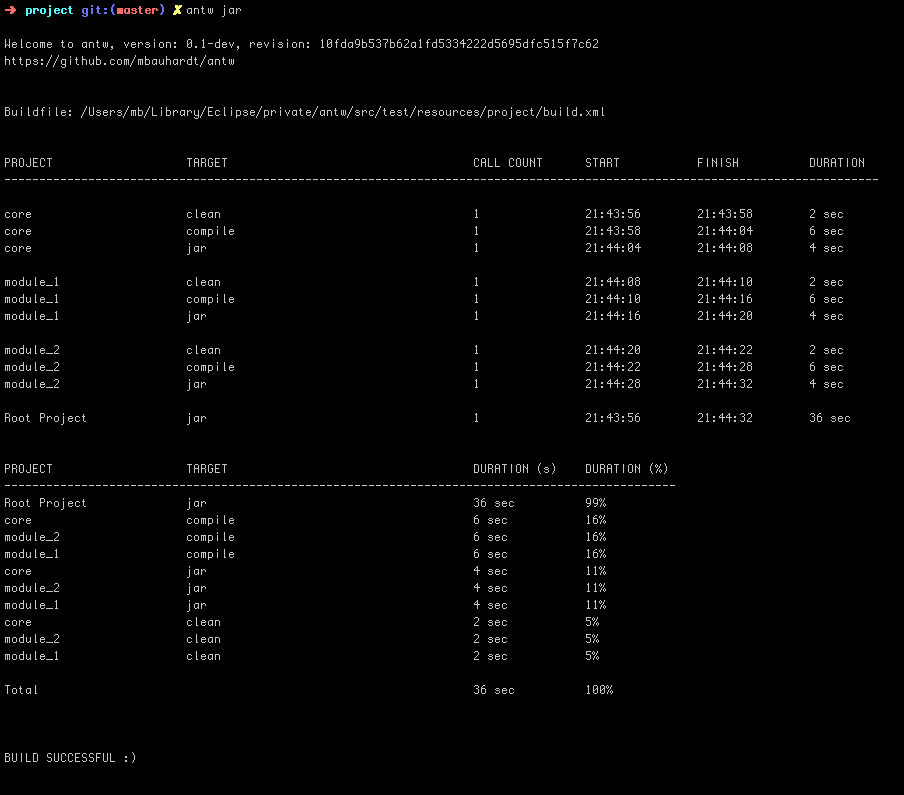 ➜ project git:(master) ✗ antw jar
Welcome to antw, version: 0.1-dev, revision: 10fda9b537b62a1fd5334222d5695dfc515f7c62
https://github.com/mbauhardt/antw
Buildfile: /Users/mb/Library/Eclipse/private/antw/src/test/resources/project/build.xml
PROJECT TARGET CALL COUNT START FINISH DURATION
-----------------------------------------------------------------------------------------------------------------------------
core clean 1 21:43:56 21:43:58 2 sec
core compile 1 21:43:58 21:44:04 6 sec
core jar 1 21:44:04 21:44:08 4 sec
module_1 clean 1 21:44:08 21:44:10 2 sec
module_1 compile 1 21:44:10 21:44:16 6 sec
module_1 jar 1 21:44:16 21:44:20 4 sec
module_2 clean 1 21:44:20 21:44:22 2 sec
module_2 compile 1 21:44:22 21:44:28 6 sec
module_2 jar 1 21:44:28 21:44:32 4 sec
Root Project jar 1 21:43:56 21:44:32 36 sec
PROJECT TARGET DURATION (s) DURATION (%)
------------------------------------------------------------------------------------------------
Root Project jar 36 sec 99%
core compile 6 sec 16%
module_2 compile 6 sec 16%
module_1 compile 6 sec 16%
core jar 4 sec 11%
module_2 jar 4 sec 11%
module_1 jar 4 sec 11%
core clean 2 sec 5%
module_2 clean 2 sec 5%
module_1 clean 2 sec 5%
Total 36 sec 100%
BUILD SUCCESSFUL :)